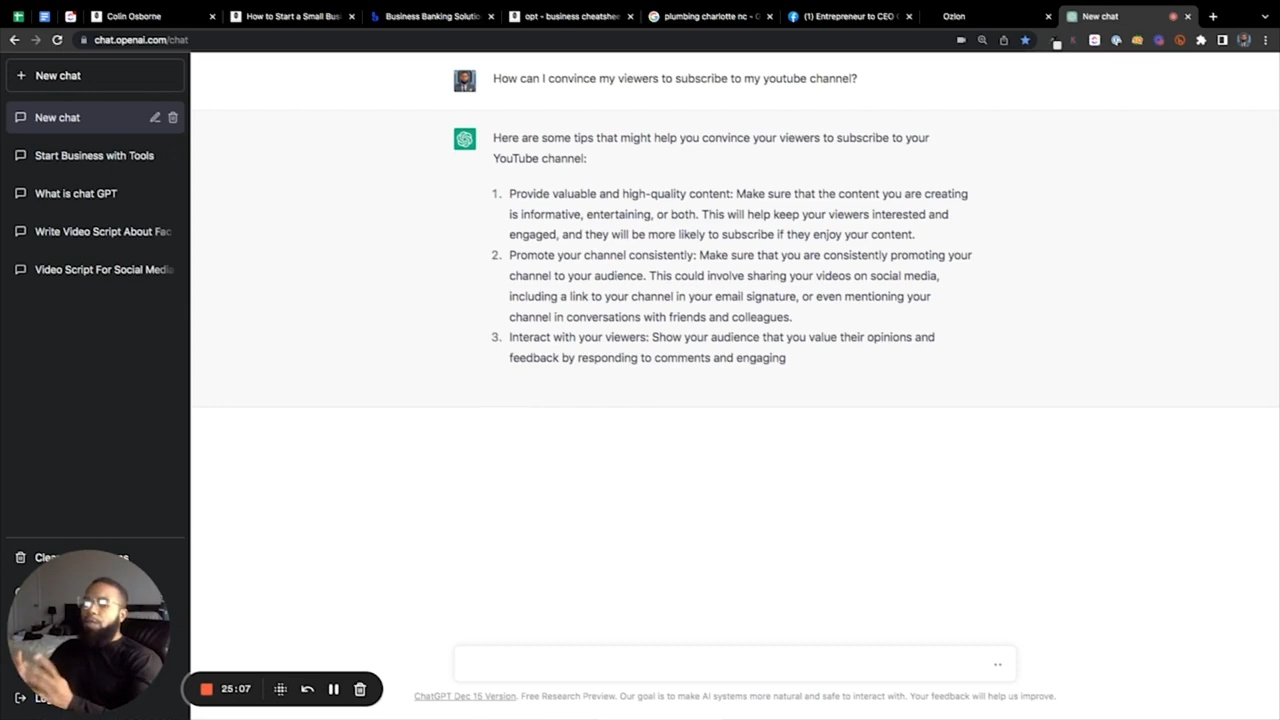 Colin Osborne
How to Start a Small Bus
Business Banking Solutio
opt - business cheatshee
plumbing charlotte nc - G
(1) Entrepreneur to CEO
Ozlon
New chat
chat.openai.com/chat
New chat
New chat
Start Business with Tools
What is chat GPT
Write Video Script About Fac
Video Script For Social Media
How can I convince my viewers to subscribe to my youtube channel?
Here are some tips that might help you convince your viewers to subscribe to your
YouTube channel:
1. Provide valuable and high-quality content: Make sure that the content you are creating
is informative, entertaining, or both. This will help keep your viewers interested and
engaged, and they will be more likely to subscribe if they enjoy your content.
2. Promote your channel consistently: Make sure that you are consistently promoting your
channel to your audience. This could involve sharing your videos on social media,
including a link to your channel in your email signature, or even mentioning your
channel in conversations with friends and colleagues.
3. Interact with your viewers: Show your audience that you value their opinions and
feedback by responding to comments and engaging
25:07
ChatGPT Dec 15 Version. Free Research Preview. Our goal is to make AI systems more natural and safe to interact with. Your feedback will help us improve.